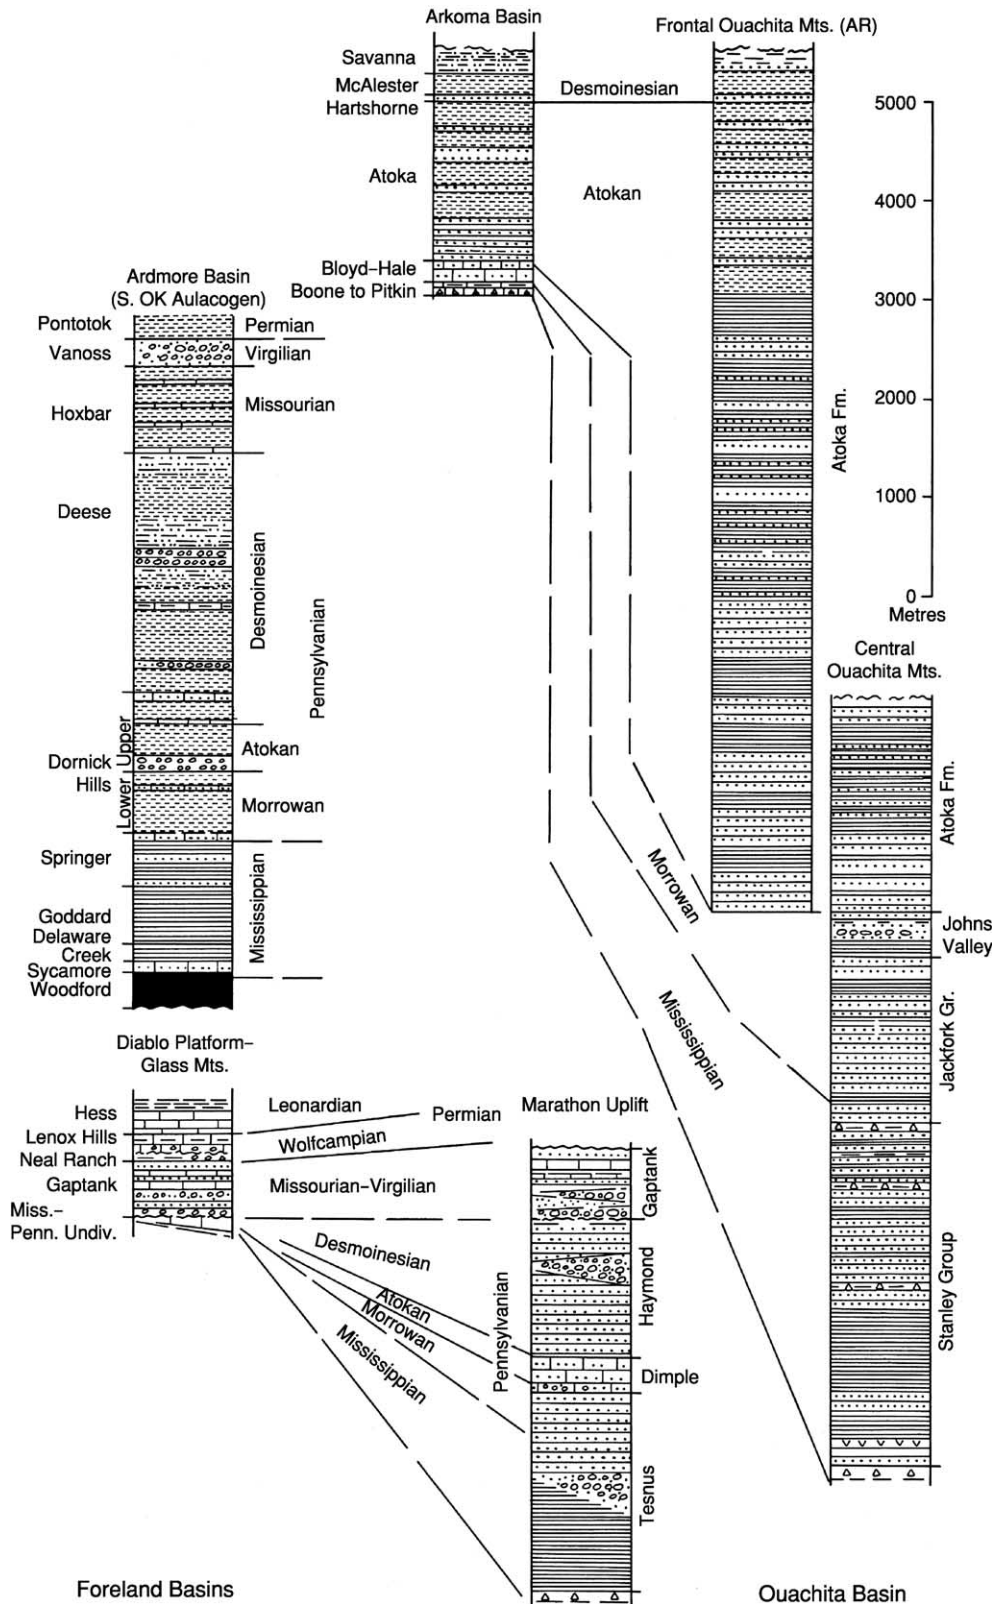 Arkoma Basin
Frontal Ouachita Mts. (AR)
Savanna
McAlester
Hartshorne
Desmoinesian
5000
Atoka
Atokan
4000
Bloyd–Hale
Boone to Pitkin
3000
2000
1000
0
Metres
Atoka Fm.
Ardmore Basin
(S. OK Aulacogen)
Pontotok
Permian
Vanoss
Virgilian
Hoxbar
Missourian
Deese
Desmoinesian
Pennsylvanian
Upper
Atokan
Dornick
Hills
Lower
Morrowan
Springer
Goddard
Delaware
Creek
Sycamore
Woodford
Mississippian
Morrowan
Mississippian
Central
Ouachita Mts.
Atoka Fm.
Johns
Valley
Jackfork Gr.
Stanley Group
Diablo Platform–
Glass Mts.
Hess
Leonardian
Permian
Lenox Hills
Wolfcampian
Neal Ranch
Gaptank
Missourian–Virgilian
Miss.–
Penn. Undiv.
Desmoinesian
Atokan
Morrowan
Mississippian
Pennsylvanian
Marathon Uplift
Gaptank
Haymond
Dimple
Tesnus
Foreland Basins
Ouachita Basin